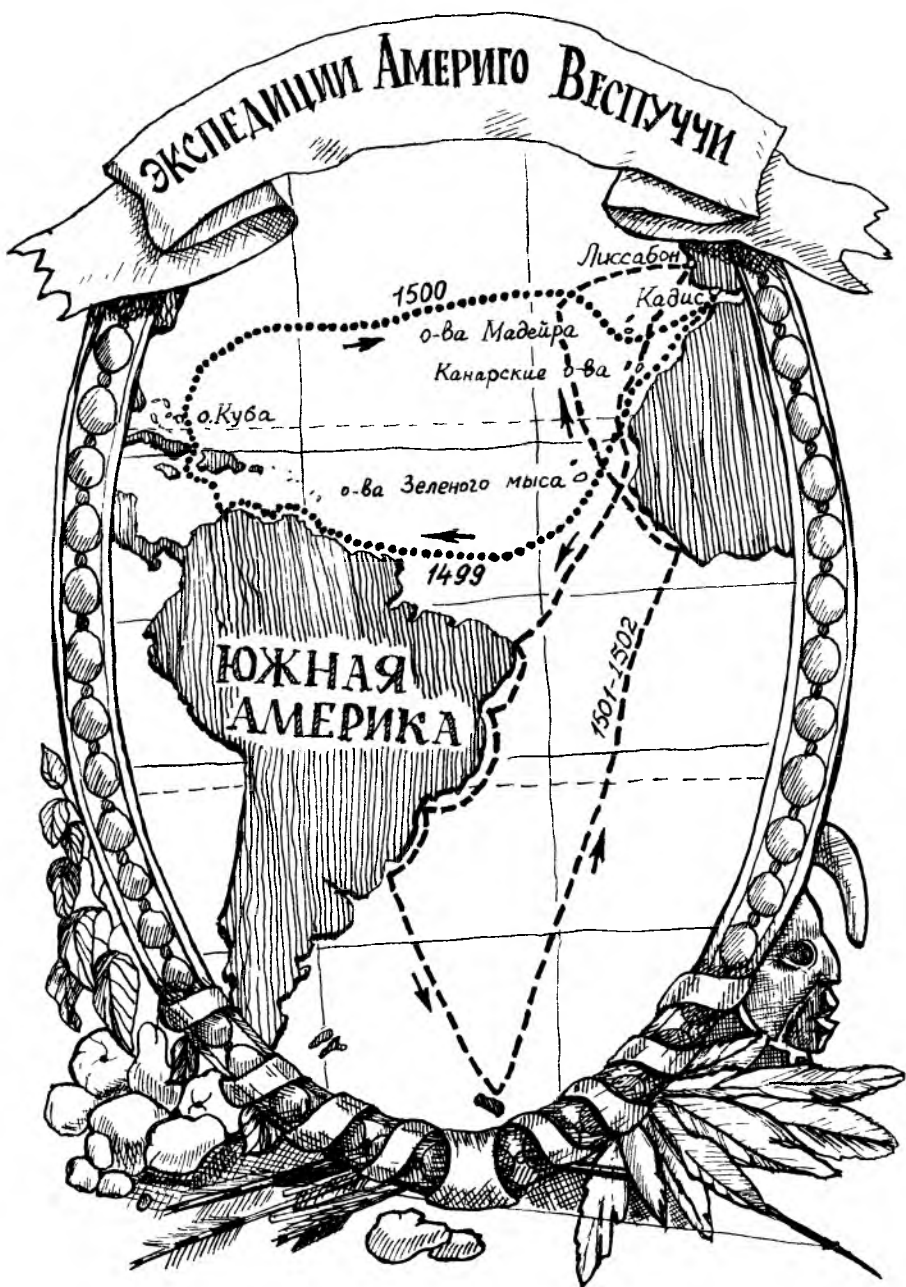 ЭКСПЕДИЦИИ АМЕРИГО ВЕСПУЧЧИ
Лиссабон
Кадис
1500
о-ва Мадейра
Канарские о-ва
о.Куба
о-ва Зеленого мыса
1499
ЮЖНАЯ
АМЕРИКА
1501-1502